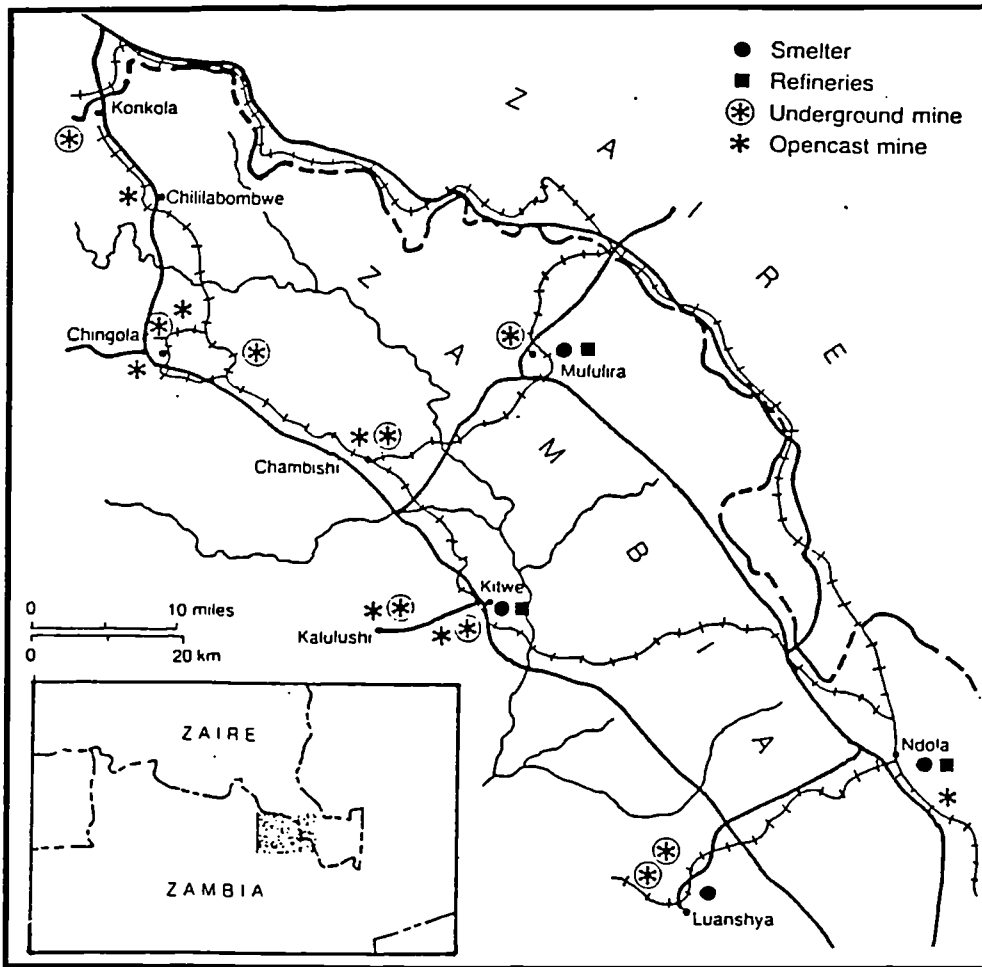 Smelter
Refineries
Underground mine
Opencast mine
Z A I R E
Z A M B I A
Konkola
Chililabombwe
Chingola
Mufulira
Chambishi
Kitwe
Kalulushi
0 10 miles
0 20 km
Ndola
Luanshya
ZAIRE
ZAMBIA